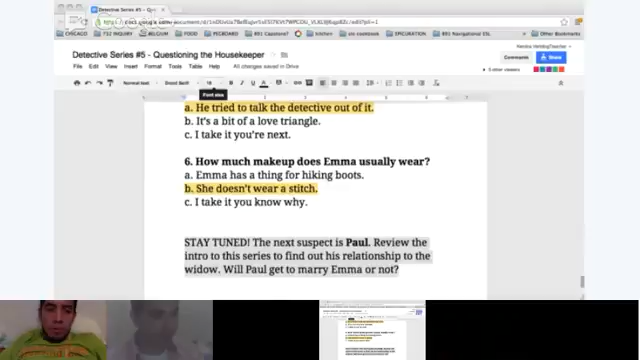 Detective Series #5 - Questioning the Housekeeper
File Edit View Insert Format Tools Table Help All changes saved in Drive
Comments Share
Normal text
Font size
a. He tried to talk the detective out of it.
b. It's a bit of a love triangle.
c. I take it you're next.
6. How much makeup does Emma usually wear?
a. Emma has a thing for hiking boots.
b. She doesn't wear a stitch.
c. I take it you know why.
STAY TUNED! The next suspect is Paul. Review the
intro to this series to find out his relationship to the
widow. Will Paul get to marry Emma or not?